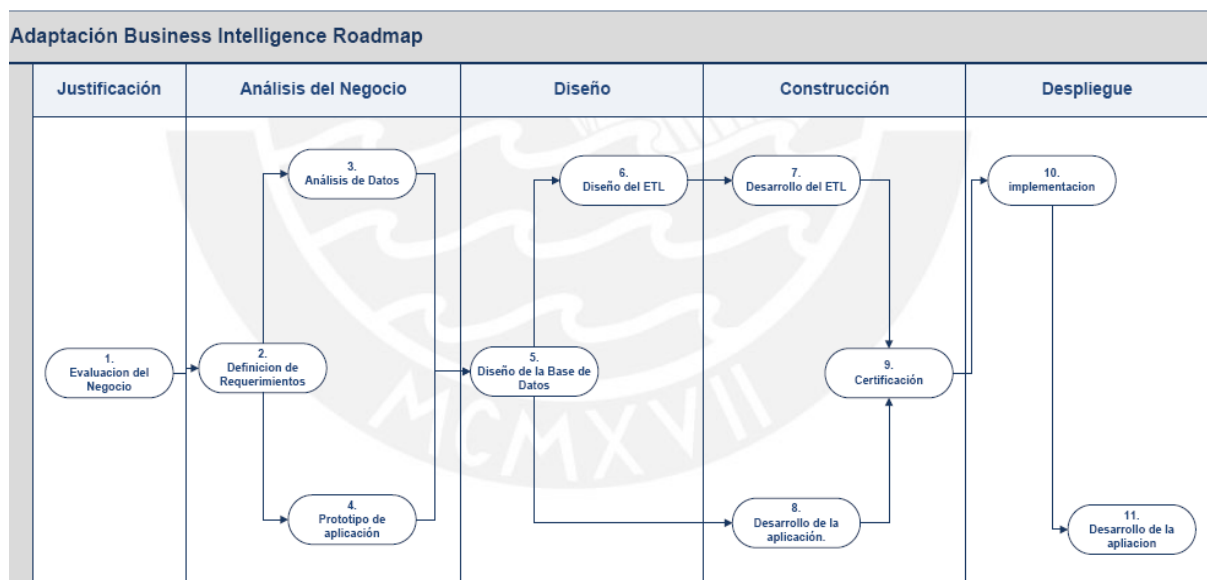 Adaptación Business Intelligence Roadmap
Justificación
Análisis del Negocio
Diseño
Construcción
Despliegue
1.
Evaluacion del
Negocio
2.
Definicion de
Requerimientos
3.
Análisis de Datos
4.
Prototipo de
aplicación
5.
Diseño de la Base de
Datos
6.
Diseño del ETL
7.
Desarrollo del ETL
8.
Desarrollo de la
aplicación.
9.
Certificación
10.
implementacion
11.
Desarrollo de la
apliacion
MCMXVII